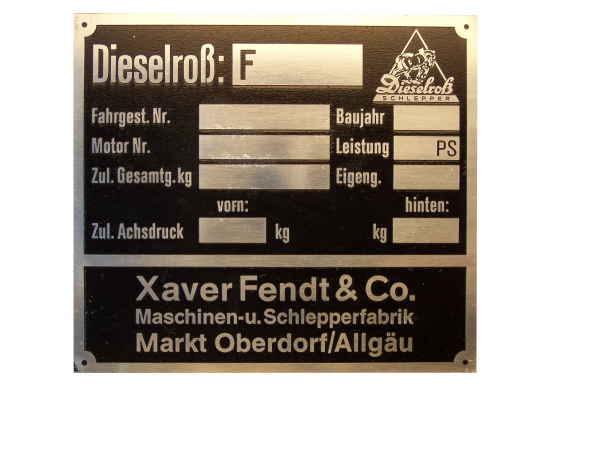 Dieselroß: F
Dieselroß
SCHLEPPER
Fahrgest. Nr. Baujahr
Motor Nr. Leistung PS
Zul. Gesamtg. kg Eigeng.
vorn: hinten:
Zul. Achsdruck kg kg
Xaver Fendt & Co.
Maschinen-u. Schlepperfabrik
Markt Oberdorf/Allgäu